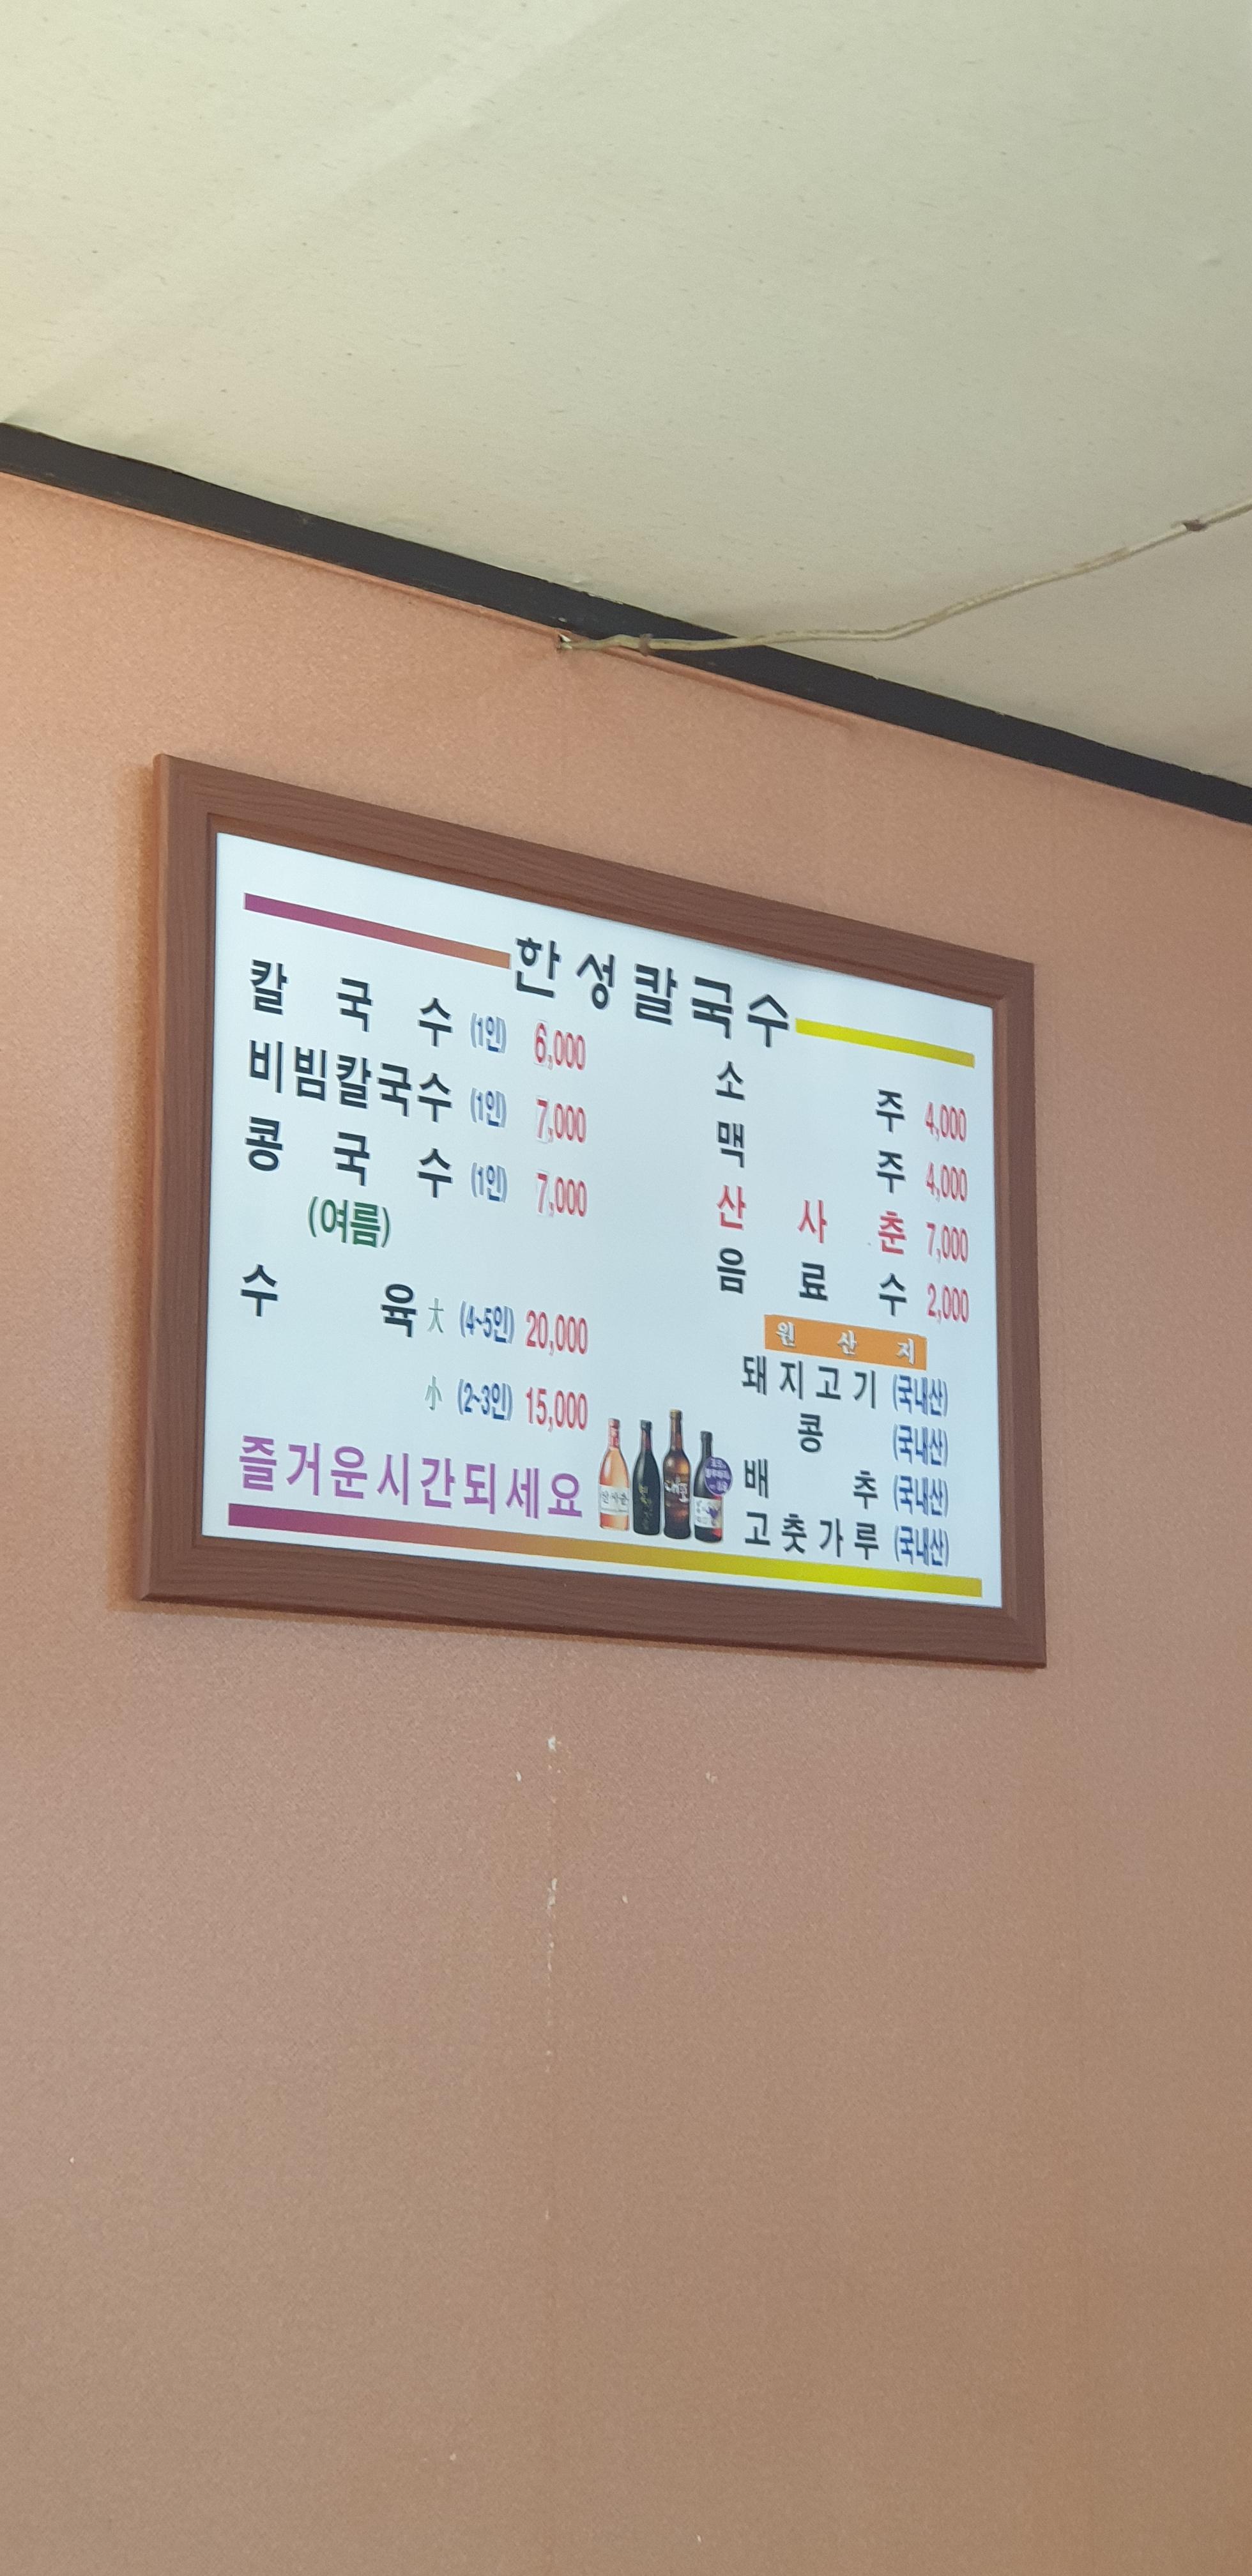 한성칼국수
칼국수 (1인) 6,000
비빔칼국수 (1인) 7,000
콩국수 (1인) 7,000
(여름)
수육 大 (4~5인) 20,000
小 (2~3인) 15,000
즐거운시간되세요
소주 4,000
맥주 4,000
산사춘 7,000
음료수 2,000
원산지
돼지고기 (국내산)
콩 (국내산)
배추 (국내산)
고춧가루 (국내산)
산사춘